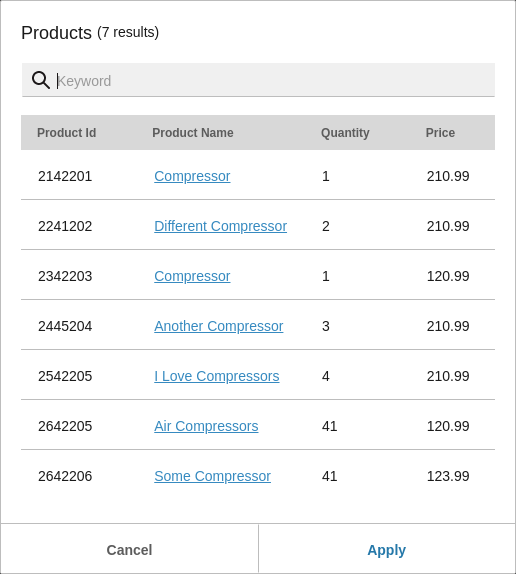 Products (7 results)
Keyword
Product Id Product Name Quantity Price
2142201 Compressor 1 210.99
2241202 Different Compressor 2 210.99
2342203 Compressor 1 120.99
2445204 Another Compressor 3 210.99
2542205 I Love Compressors 4 210.99
2642205 Air Compressors 41 120.99
2642206 Some Compressor 41 123.99
Cancel Apply